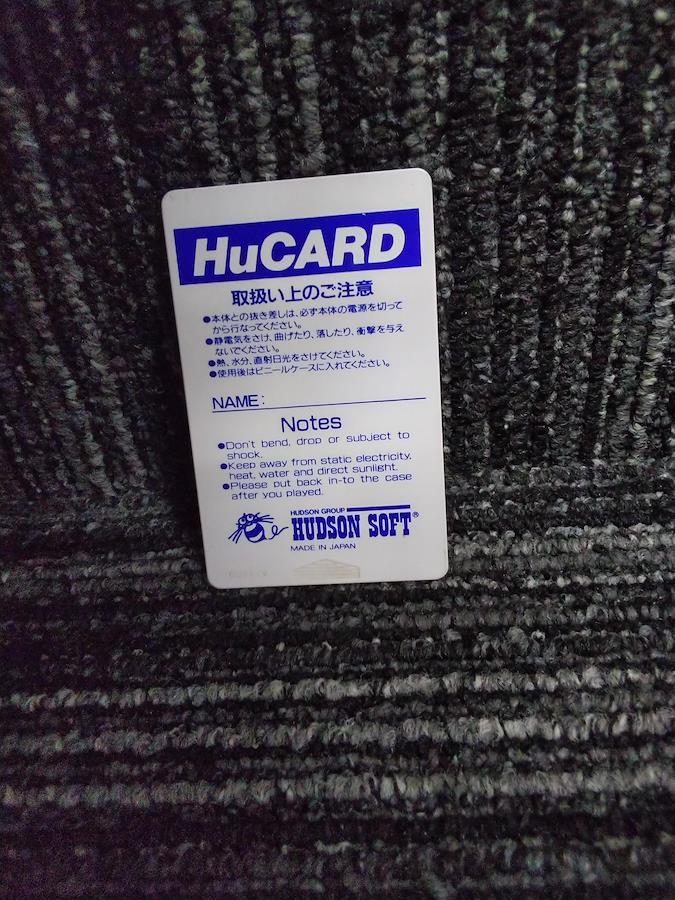 HuCARD
取扱い上のご注意
●本体との抜き差しは、必ず本体の電源を切って
から行なってください。
●静電気をさけ、曲げたり、落したり、衝撃を与え
ないでください。
●熱、水分、直射日光をさけてください。
●使用後はビニールケースに入れてください。
NAME:
Notes
●Don't bend, drop or subject to
shock.
●Keep away from static electricity,
heat, water and direct sunlight.
●Please put back in-to the case
after you played.
HUDSON GROUP
HUDSON SOFT®
MADE IN JAPAN